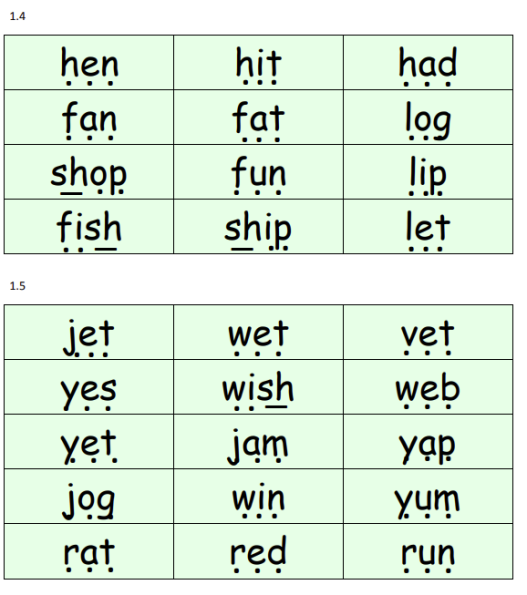 1.4
hen hit had
fan fat log
shop fun lip
fish ship let
1.5
jet wet vet
yes wish web
yet jam yap
jog win yum
rat red run